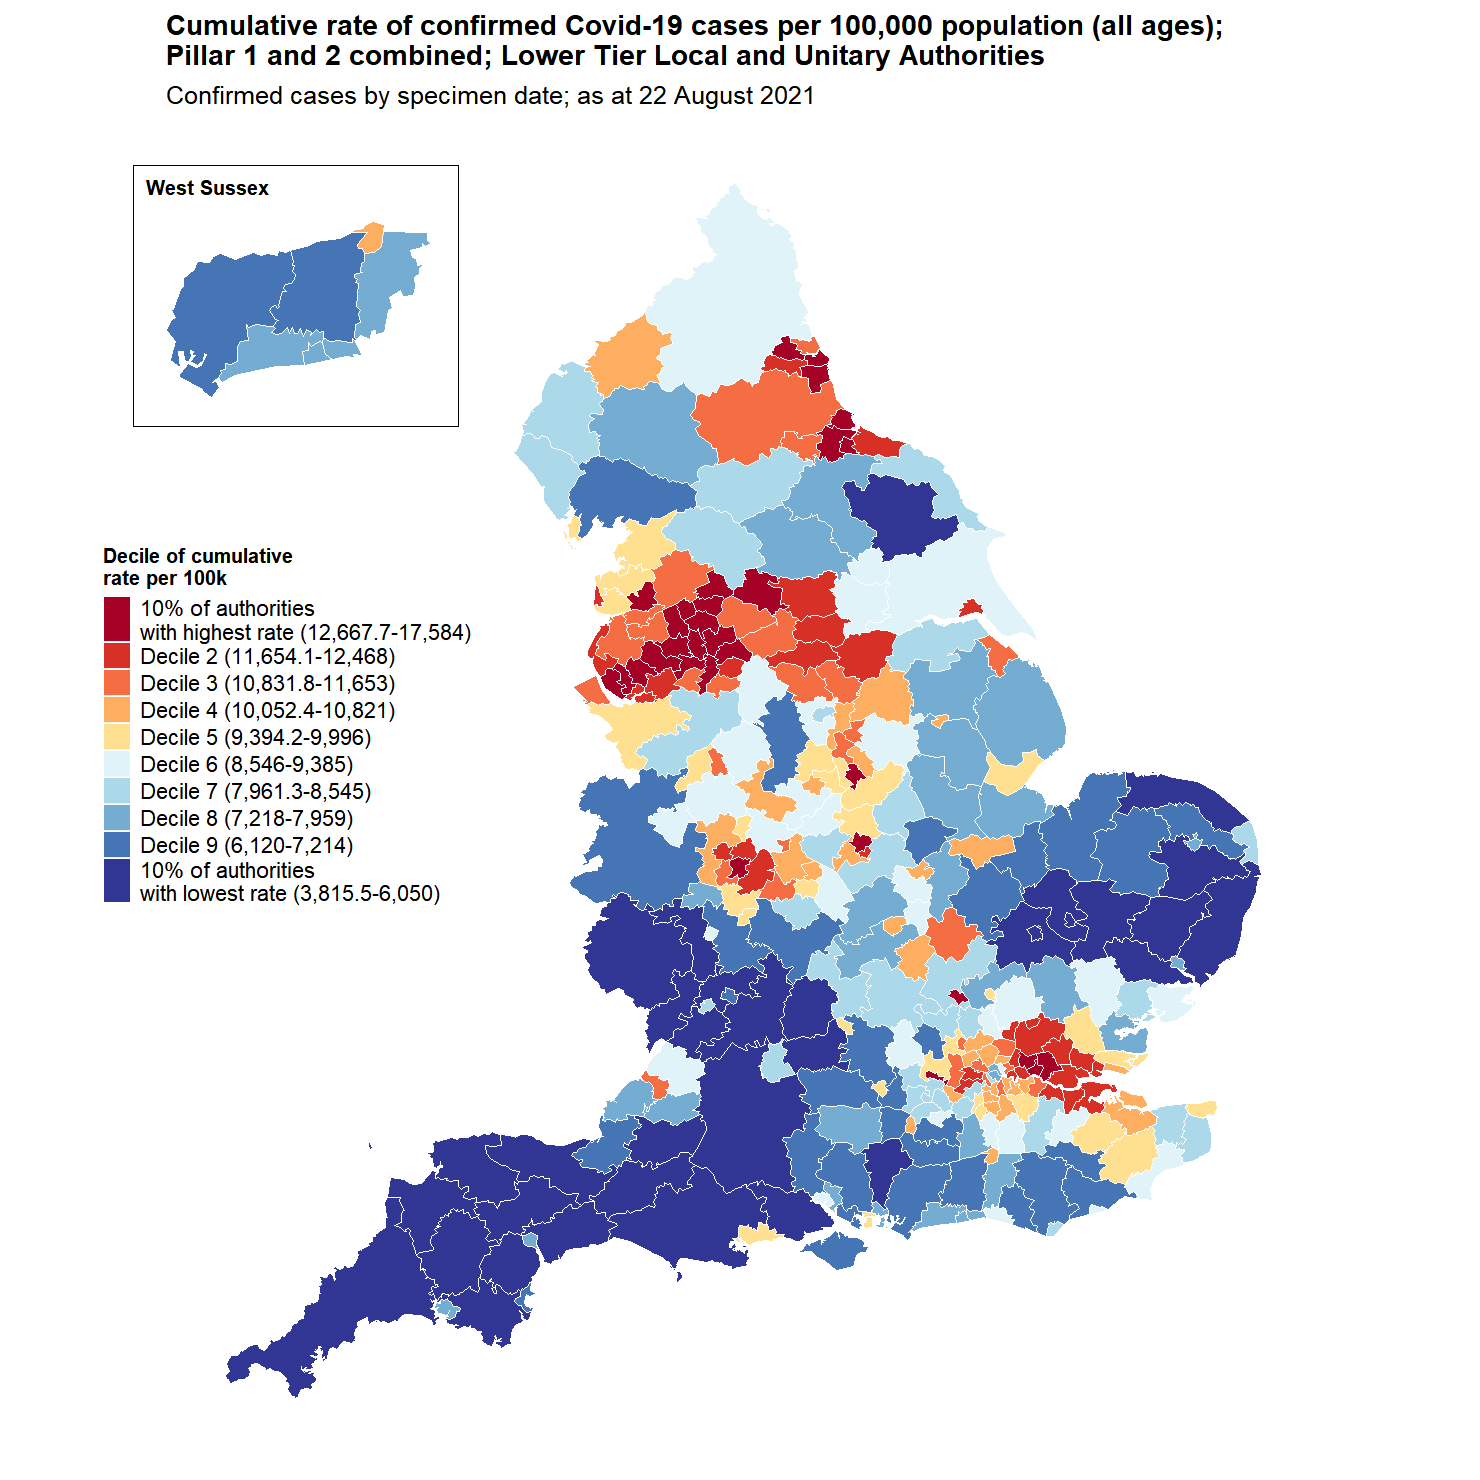 Cumulative rate of confirmed Covid-19 cases per 100,000 population (all ages);
Pillar 1 and 2 combined; Lower Tier Local and Unitary Authorities
Confirmed cases by specimen date; as at 22 August 2021
West Sussex
Decile of cumulative
rate per 100k
10% of authorities
with highest rate (12,667.7-17,584)
Decile 2 (11,654.1-12,468)
Decile 3 (10,831.8-11,653)
Decile 4 (10,052.4-10,821)
Decile 5 (9,394.2-9,996)
Decile 6 (8,546-9,385)
Decile 7 (7,961.3-8,545)
Decile 8 (7,218-7,959)
Decile 9 (6,120-7,214)
10% of authorities
with lowest rate (3,815.5-6,050)